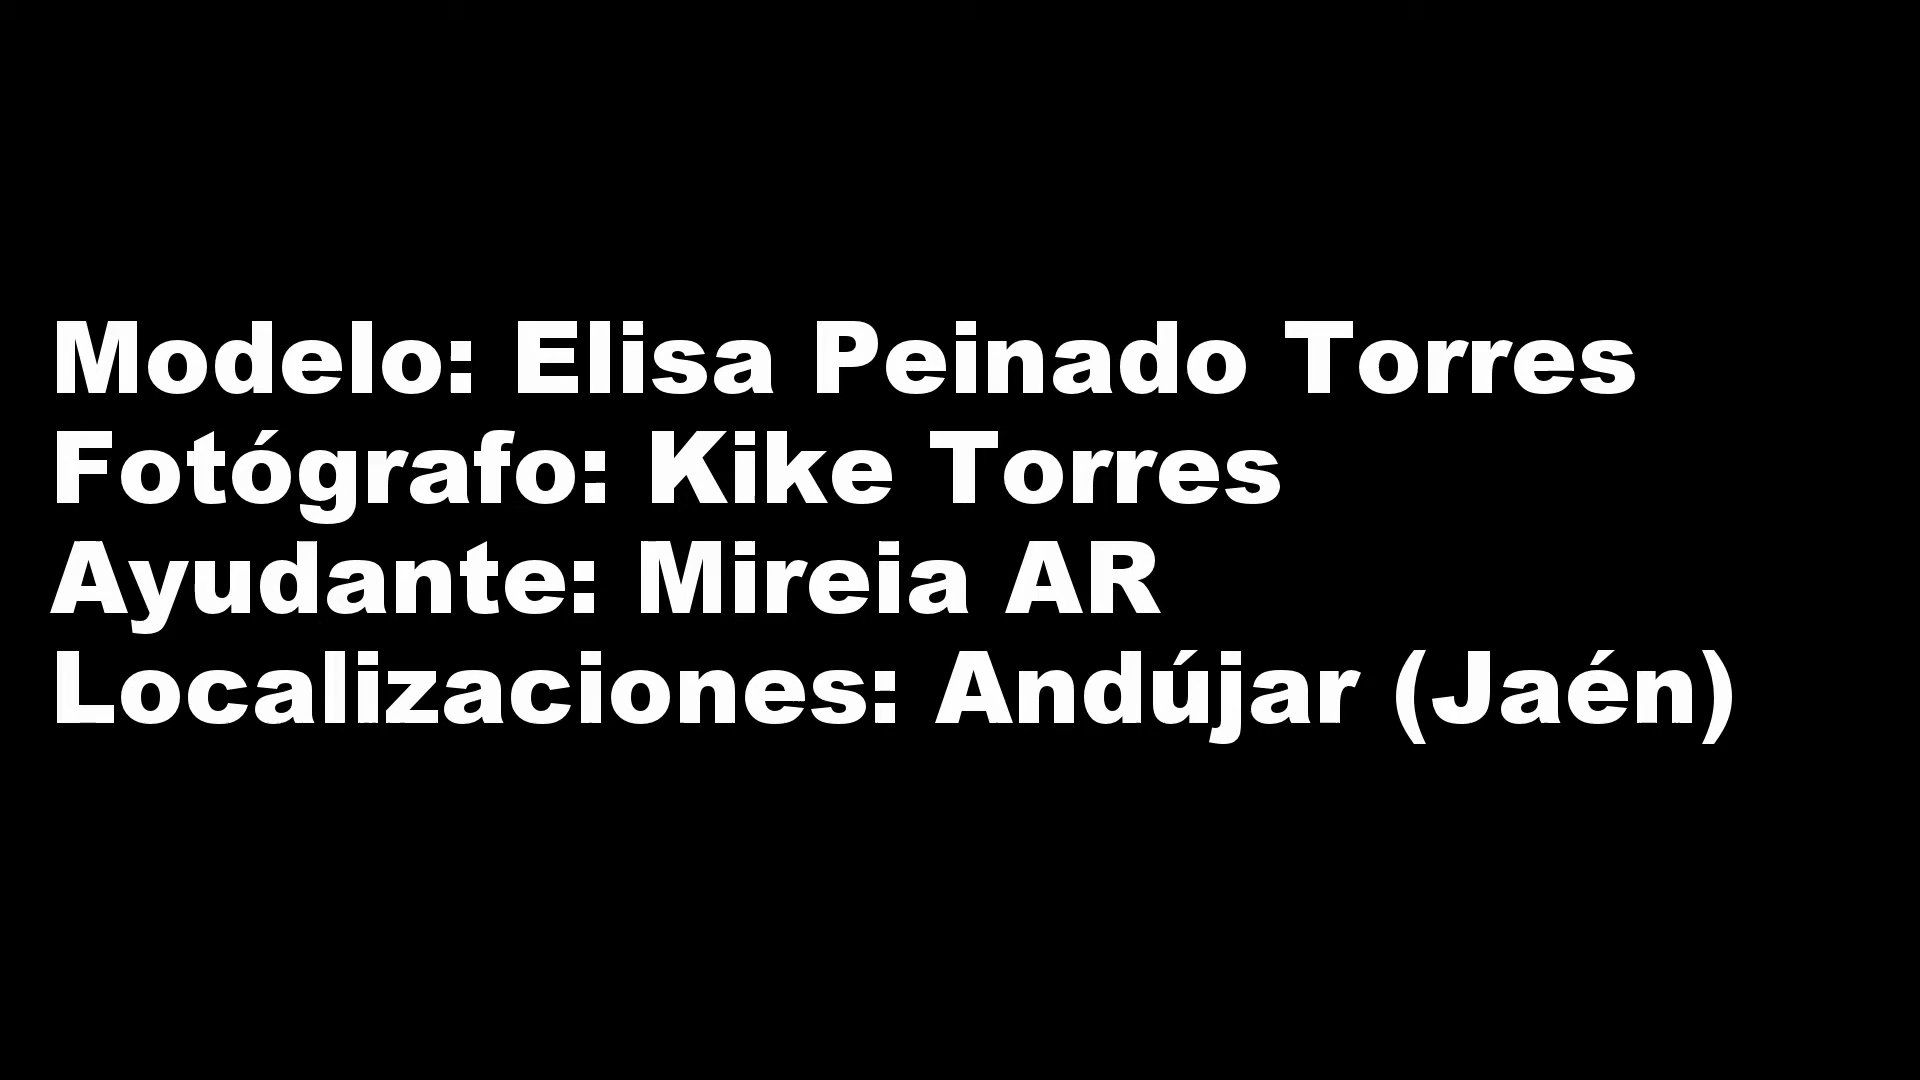 Modelo: Elisa Peinado Torres
Fotógrafo: Kike Torres
Ayudante: Mireia AR
Localizaciones: Andújar (Jaén)